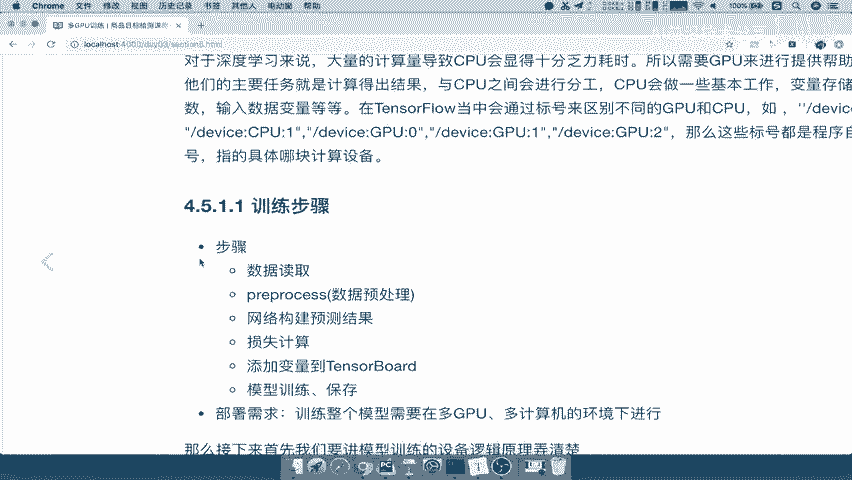 Chrome 文件 修改 视图 历史记录 书签 其他人 电动窗 帮助
100%
多GPU训练 | 商品目标检测课件
localhost:4000/day03/section5.html
对于深度学习来说，大量的计算量导致CPU会显得十分乏力耗时。所以需要GPU来进行提供帮助
他们的主要任务就是计算得出结果，与CPU之间会进行分工，CPU会做一些基本工作，变量存储
数，输入数据变量等等。在TensorFlow当中会通过标号来区别不同的GPU和CPU，如，"/device
"/device:CPU:1","/device:GPU:0","/device:GPU:1","/device:GPU:2"，那么这些标号都是程序自
号，指的具体哪块计算设备。
4.5.1.1 训练步骤
步骤
数据读取
preprocess(数据预处理)
网络构建预测结果
损失计算
添加变量到TensorBoard
模型训练、保存
部署需求：训练整个模型需要在多GPU、多计算机的环境下进行
那么接下来首先我们要讲模型训练的设备逻辑原理弄清楚